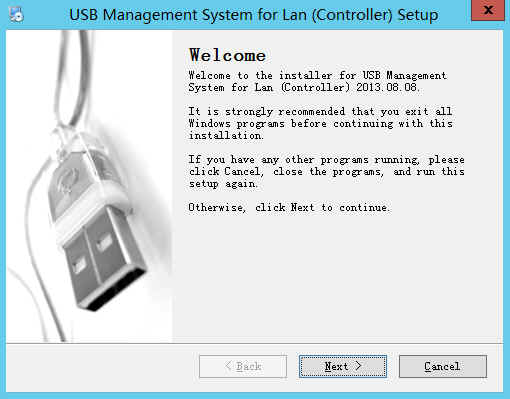 USB Management System for Lan (Controller) Setup
x
Welcome
Welcome to the installer for USB Management
System for Lan (Controller) 2013.08.08.
It is strongly recommended that you exit all
Windows programs before continuing with this
installation.
If you have any other programs running, please
click Cancel, close the programs, and run this
setup again.
Otherwise, click Next to continue.
< Back
Next >
Cancel